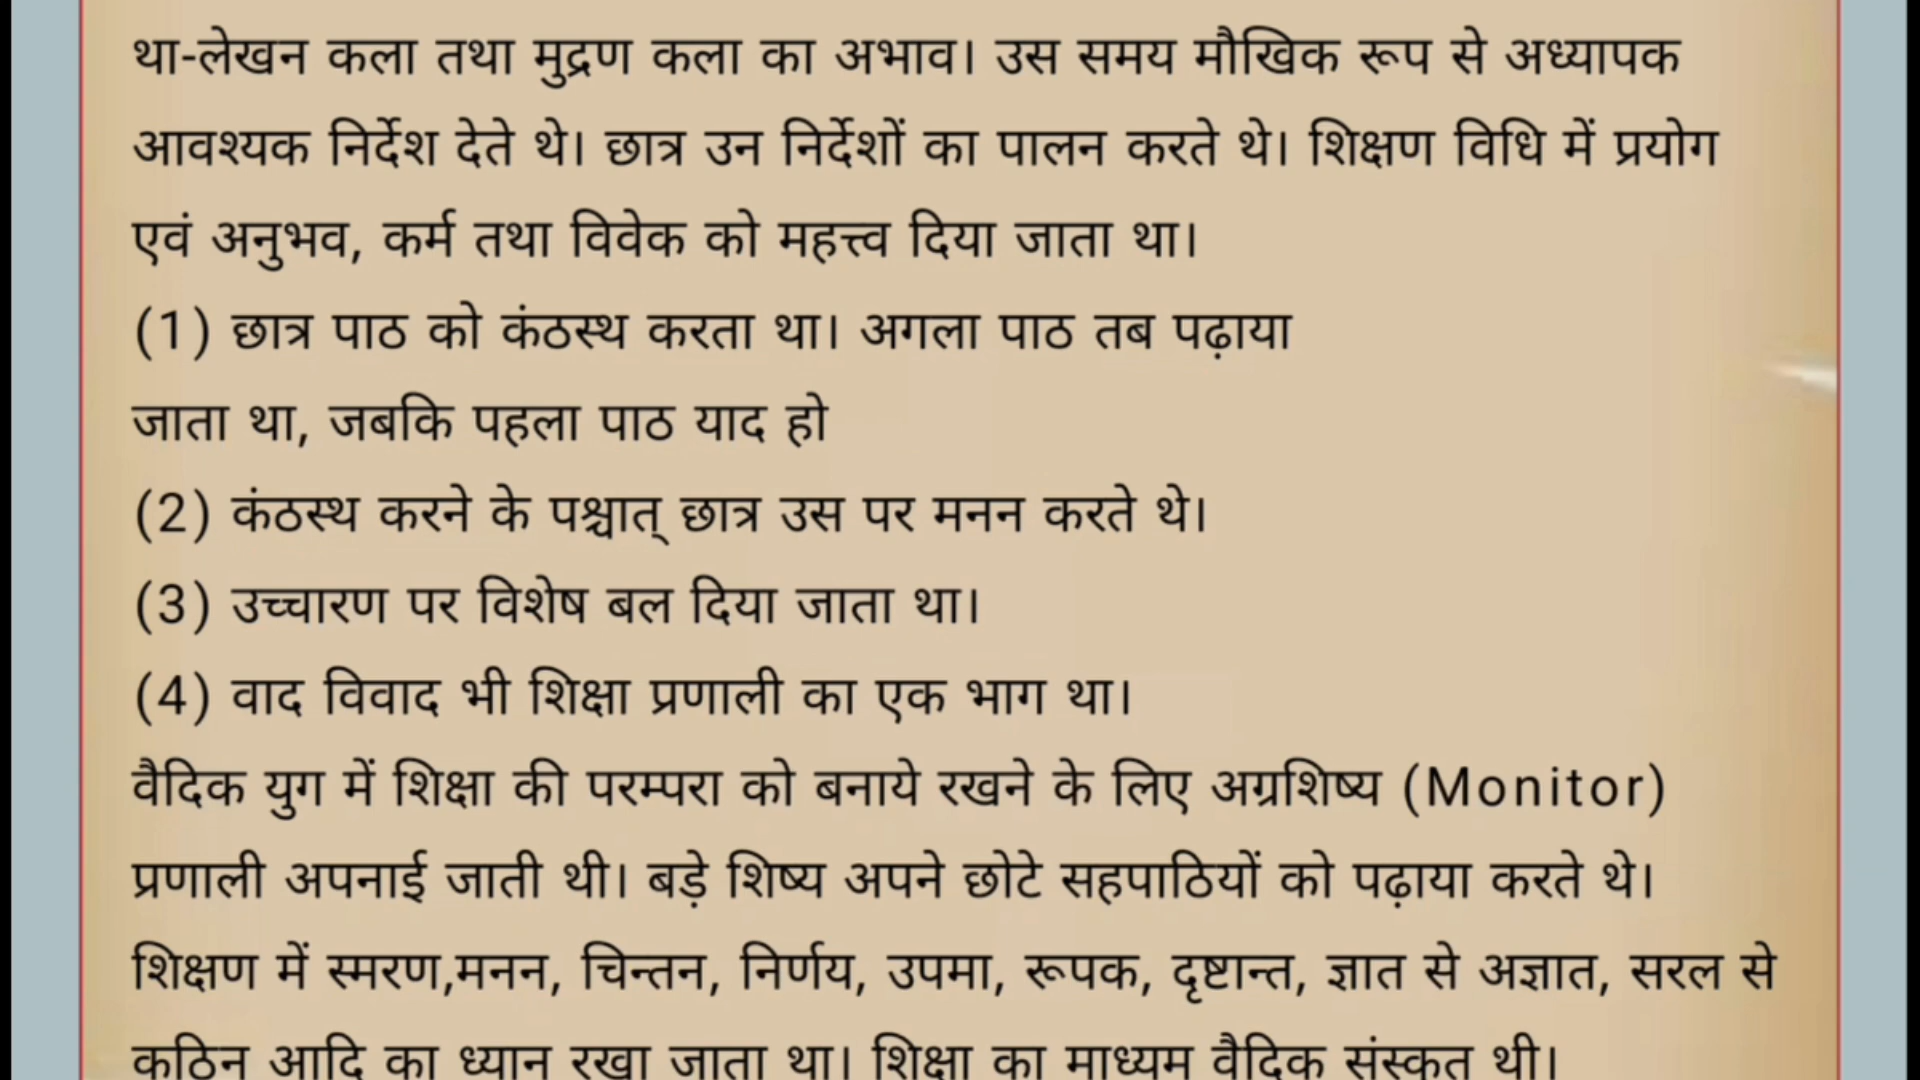 था-लेखन कला तथा मुद्रण कला का अभाव। उस समय मौखिक रूप से अध्यापक
आवश्यक निर्देश देते थे। छात्र उन निर्देशों का पालन करते थे। शिक्षण विधि में प्रयोग
एवं अनुभव, कर्म तथा विवेक को महत्त्व दिया जाता था।
(1) छात्र पाठ को कंठस्थ करता था। अगला पाठ तब पढ़ाया
जाता था, जबकि पहला पाठ याद हो
(2) कंठस्थ करने के पश्चात् छात्र उस पर मनन करते थे।
(3) उच्चारण पर विशेष बल दिया जाता था।
(4) वाद विवाद भी शिक्षा प्रणाली का एक भाग था।
वैदिक युग में शिक्षा की परम्परा को बनाये रखने के लिए अग्रशिष्य (Monitor)
प्रणाली अपनाई जाती थी। बड़े शिष्य अपने छोटे सहपाठियों को पढ़ाया करते थे।
शिक्षण में स्मरण,मनन, चिन्तन, निर्णय, उपमा, रूपक, दृष्टान्त, ज्ञात से अज्ञात, सरल से
कठिन आदि का ध्यान रखा जाता था। शिक्षा का माध्यम वैदिक संस्कृत थी।